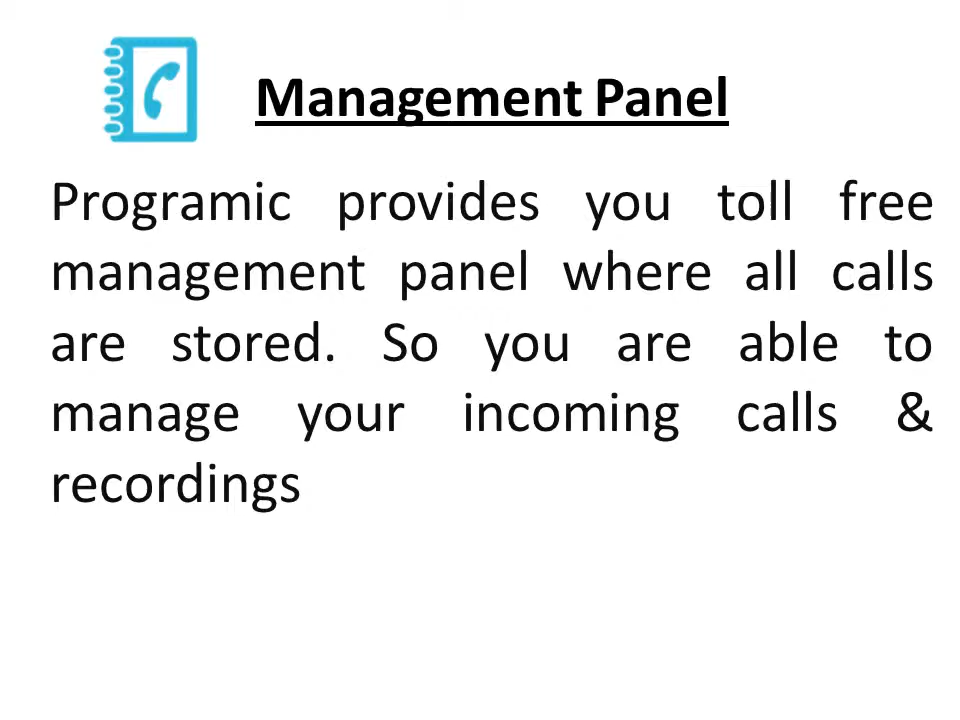 Management Panel
Programic provides you toll free
management panel where all calls
are stored. So you are able to
manage your incoming calls &
recordings